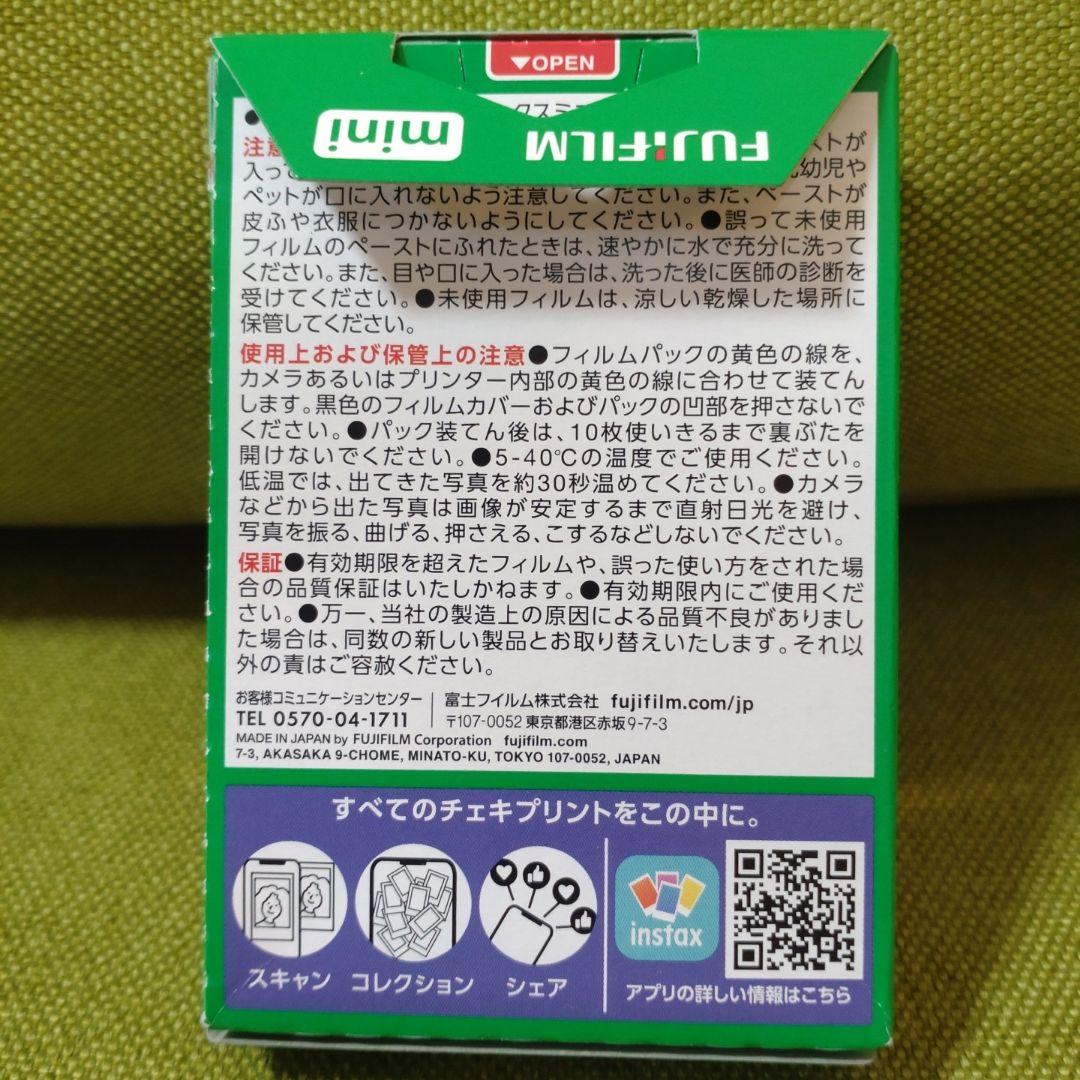 ▼OPEN
クスミニ
mini FUJIFILM
●
注意 ストが
入って 乳幼児や
ペットが口に入れないよう注意してください。また、ペーストが
皮ふや衣服につかないようにしてください。●誤って未使用
フィルムのペーストにふれたときは、速やかに水で充分に洗って
ください。また、目や口に入った場合は、洗った後に医師の診断を
受けてください。●未使用フィルムは、涼しい乾燥した場所に
保管してください。
使用上および保管上の注意●フィルムパックの黄色の線を、
カメラあるいはプリンター内部の黄色の線に合わせて装てん
します。黒色のフィルムカバーおよびパックの凹部を押さないで
ください。●パック装てん後は、10枚使いきるまで裏ぶたを
開けないでください。●5-40℃の温度でご使用ください。
低温では、出てきた写真を約30秒温めてください。●カメラ
などから出た写真は画像が安定するまで直射日光を避け、
写真を振る、曲げる、押さえる、こするなどしないでください。
保証●有効期限を超えたフィルムや、誤った使い方をされた場
合の品質保証はいたしかねます。●有効期限内にご使用くだ
さい。●万一、当社の製造上の原因による品質不良がありまし
た場合は、同数の新しい製品とお取り替えいたします。それ以
外の責はご容赦ください。
お客様コミュニケーションセンター 富士フイルム株式会社 fujifilm.com/jp
TEL 0570-04-1711 〒107-0052 東京都港区赤坂9-7-3
MADE IN JAPAN by FUJIFILM Corporation fujifilm.com
7-3, AKASAKA 9-CHOME, MINATO-KU, TOKYO 107-0052, JAPAN
すべてのチェキプリントをこの中に。
instax
スキャン コレクション シェア アプリの詳しい情報はこちら